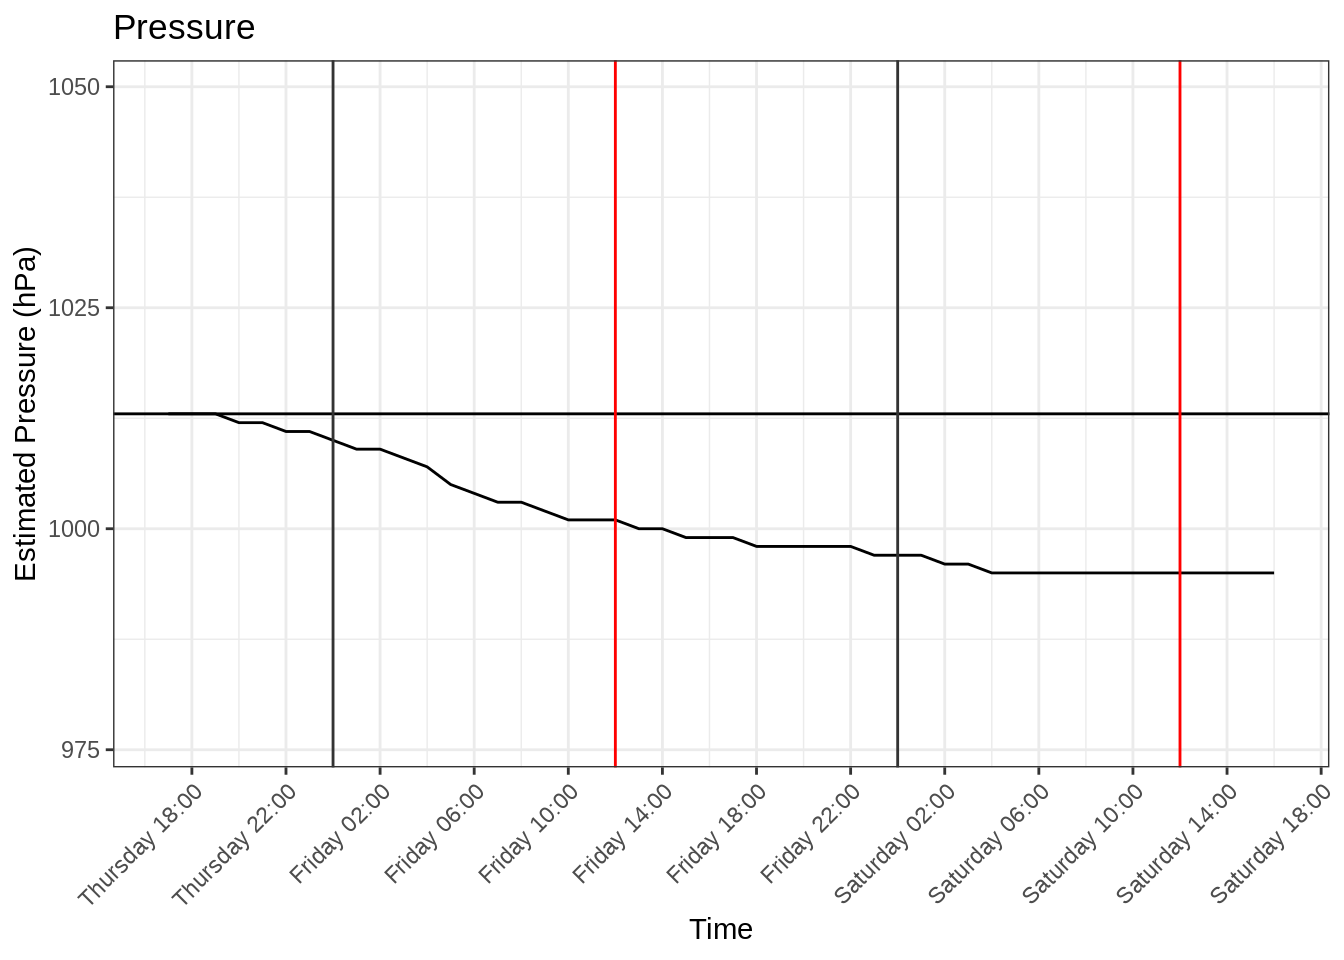 Pressure
Estimated Pressure (hPa)
1050
1025
1000
975
Thursday 18:00
Thursday 22:00
Friday 02:00
Friday 06:00
Friday 10:00
Friday 14:00
Friday 18:00
Friday 22:00
Saturday 02:00
Saturday 06:00
Saturday 10:00
Saturday 14:00
Saturday 18:00
Time